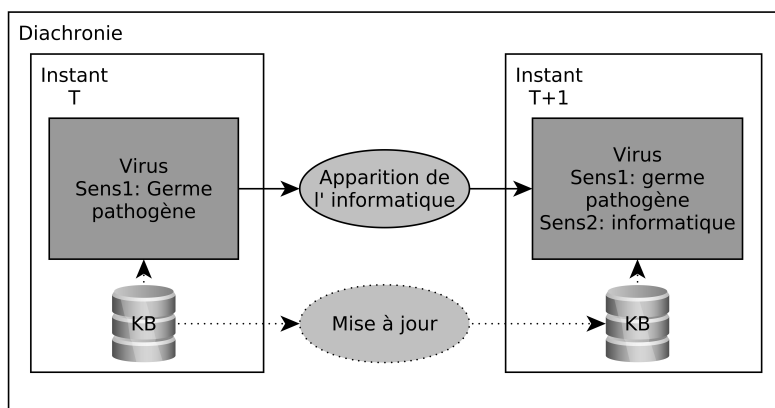 Diachronie
Instant
T
Virus
Sens1: Germe
pathogène
KB
Apparition de
l' informatique
Mise à jour
Instant
T+1
Virus
Sens1: germe
pathogène
Sens2: informatique
KB